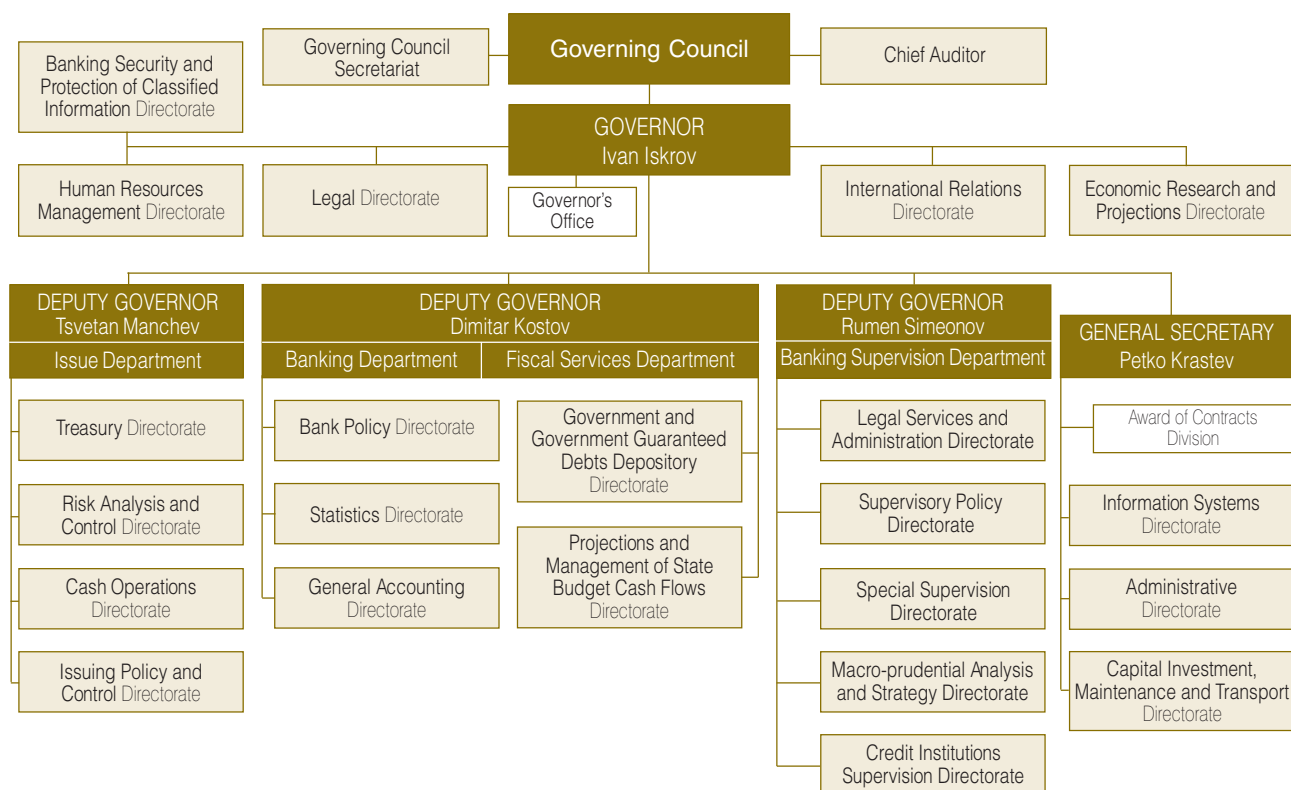 Governing Council
Secretariat
Governing Council
Chief Auditor
Banking Security and
Protection of Classified
Information Directorate
GOVERNOR
Ivan Iskrov
Human Resources
Management Directorate
Legal Directorate
Governor's
Office
International Relations
Directorate
Economic Research and
Projections Directorate
DEPUTY GOVERNOR
Tsvetan Manchev
Issue Department
Treasury Directorate
Risk Analysis and
Control Directorate
Cash Operations
Directorate
Issuing Policy and
Control Directorate
DEPUTY GOVERNOR
Dimitar Kostov
Banking Department
Fiscal Services Department
Bank Policy Directorate
Statistics Directorate
General Accounting
Directorate
Government and
Government Guaranteed
Debts Depository
Directorate
Projections and
Management of State
Budget Cash Flows
Directorate
DEPUTY GOVERNOR
Rumen Simeonov
Banking Supervision Department
Legal Services and
Administration Directorate
Supervisory Policy
Directorate
Special Supervision
Directorate
Macro-prudential Analysis
and Strategy Directorate
Credit Institutions
Supervision Directorate
GENERAL SECRETARY
Petko Krastev
Award of Contracts
Division
Information Systems
Directorate
Administrative
Directorate
Capital Investment,
Maintenance and Transport
Directorate